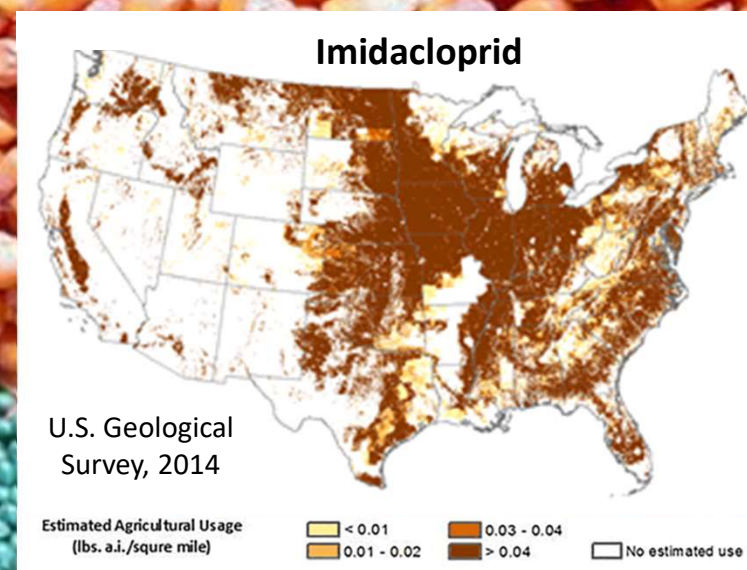 Imidacloprid
U.S. Geological
Survey, 2014
Estimated Agricultural Usage
(lbs. a.i./squre mile)
< 0.01
0.01 - 0.02
0.03 - 0.04
> 0.04
No estimated use